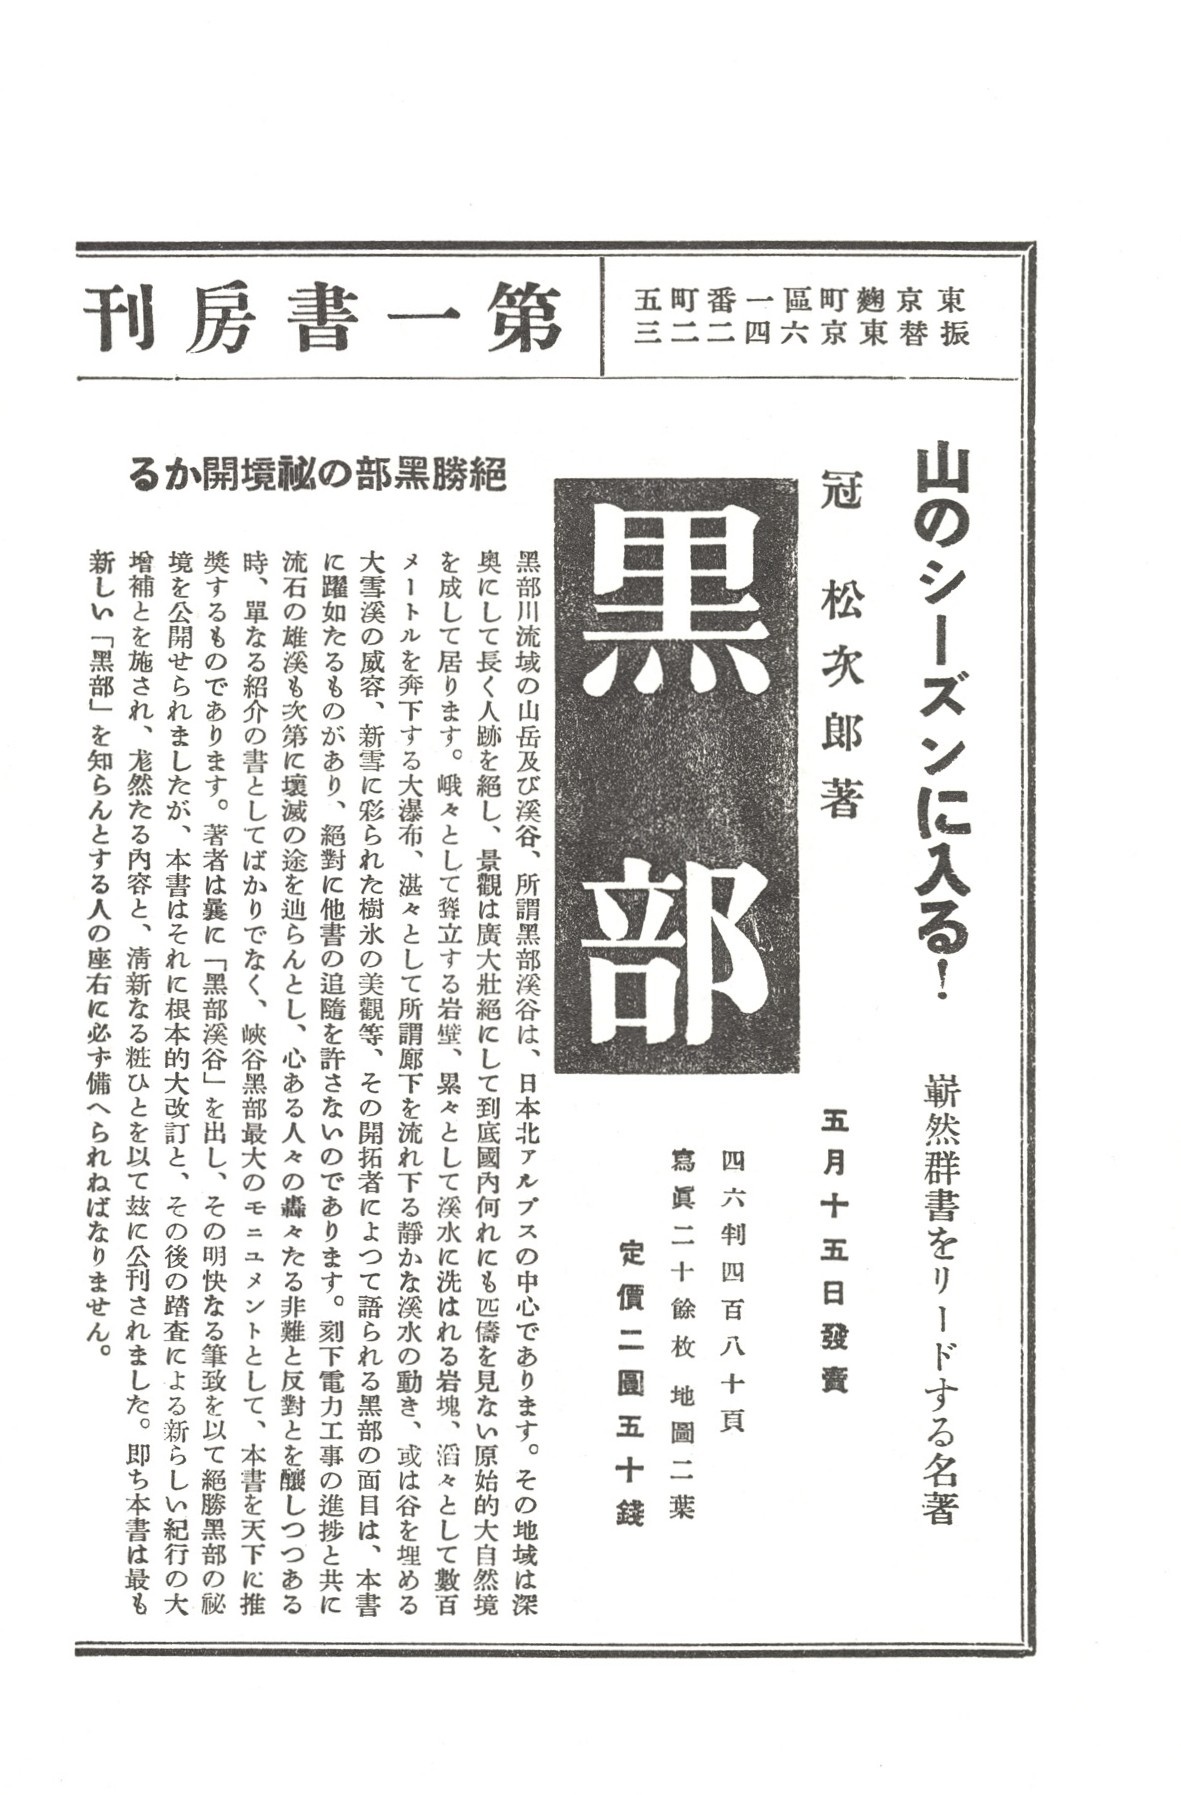 東京麴町區一番町五
振替東京六四二二三
第一書房刊
山のシーズンに入る！　嶄然群書をリードする名著
冠松次郎著
五月十五日發賣
黒部
四六判四百八十頁
寫眞二十餘枚　地圖二葉
定價二圓五十錢
絕勝黑部の祕境開かる
黑部川流域の山岳及び溪谷、所謂黑部溪谷は、日本北アルプスの中心であります。その地域は深
奧にして長く人跡を絕し、景觀は廣大壯絕にして到底國內何れにも匹儔を見ない原始的大自然境
を成して居ります。峨々として聳立する岩壁、累々として溪水に洗はれる岩塊、滔々として數百
メートルを奔下する大瀑布、湛々として所謂廊下を流れ下る靜かな溪水の動き、或は谷を埋める
大雪溪の威容、新雪に彩られた樹氷の美觀等、その開拓者によつて語られる黑部の面目は、本書
に躍如たるものがあり、絕對に他書の追隨を許さないのであります。刻下電力工事の進捗と共に
流石の雄溪も次第に壞滅の途を辿らんとし、心ある人々の轟々たる非難と反對とを釀しつつある
時、單なる紹介の書としてばかりでなく、峽谷黑部最大のモニユメントとして、本書を天下に推
奬するものであります。著者は曩に「黑部溪谷」を出し、その明快なる筆致を以て絕勝黑部の祕
境を公開せられましたが、本書はそれに根本的大改訂と、その後の踏査による新らしい紀行の大
增補とを施され、尨然たる內容と、淸新なる粧ひとを以て玆に公刊されました。卽ち本書は最も
新しい「黑部」を知らんとする人の座右に必ず備へられねばなりません。